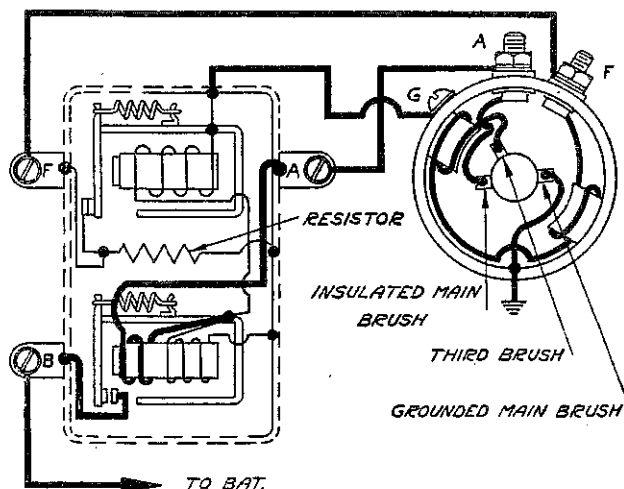 A
F
G
F
A
RESISTOR
INSULATED MAIN
BRUSH
THIRD BRUSH
B
GROUNDED MAIN BRUSH
TO BAT.